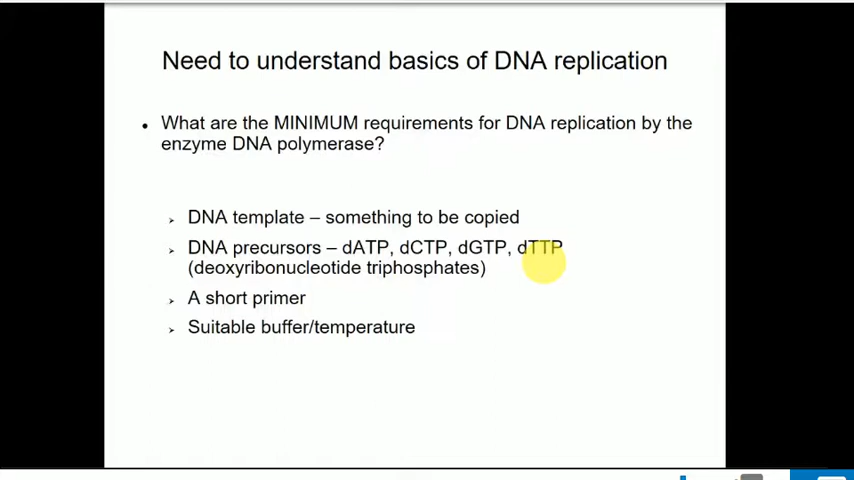 Need to understand basics of DNA replication
• What are the MINIMUM requirements for DNA replication by the
enzyme DNA polymerase?
➢ DNA template – something to be copied
➢ DNA precursors – dATP, dCTP, dGTP, dTTP
(deoxyribonucleotide triphosphates)
➢ A short primer
➢ Suitable buffer/temperature